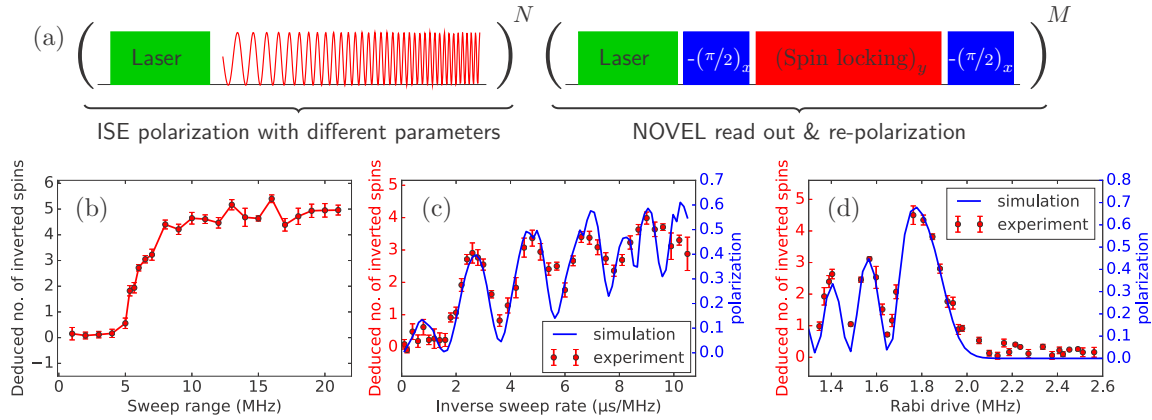 (a)
( Laser )^N
( Laser -(π/2)_x (Spin locking)_y -(π/2)_x )^M
ISE polarization with different parameters
NOVEL read out & re-polarization
(b)
Deduced no. of inverted spins
6
5
4
3
2
1
0
−1
0 5 10 15 20
Sweep range (MHz)
(c)
Deduced no. of inverted spins
5
4
3
2
1
0
0.7
0.6
0.5
0.4
0.3
0.2
0.1
0.0
polarization
simulation
experiment
0 2 4 6 8 10
Inverse sweep rate (μs/MHz)
(d)
Deduced no. of inverted spins
5
4
3
2
1
0
0.8
0.7
0.6
0.5
0.4
0.3
0.2
0.1
0.0
polarization
simulation
experiment
1.4 1.6 1.8 2.0 2.2 2.4 2.6
Rabi drive (MHz)